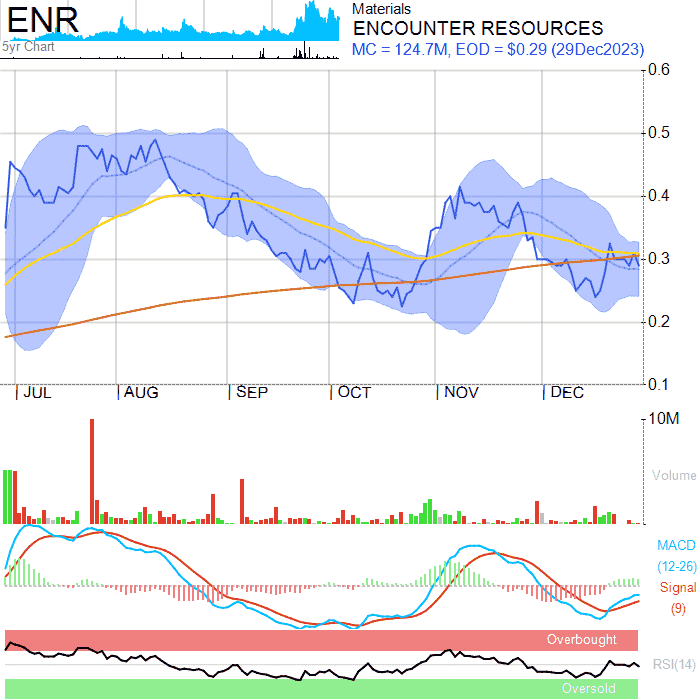 ENR
5yr Chart
Materials
ENCOUNTER RESOURCES
MC = 124.7M, EOD = $0.29 (29Dec2023)
0.6
0.5
0.4
0.3
0.2
0.1
JUL AUG SEP OCT NOV DEC
10M
Volume
MACD
(12-26)
Signal
(9)
Overbought
RSI(14)
Oversold